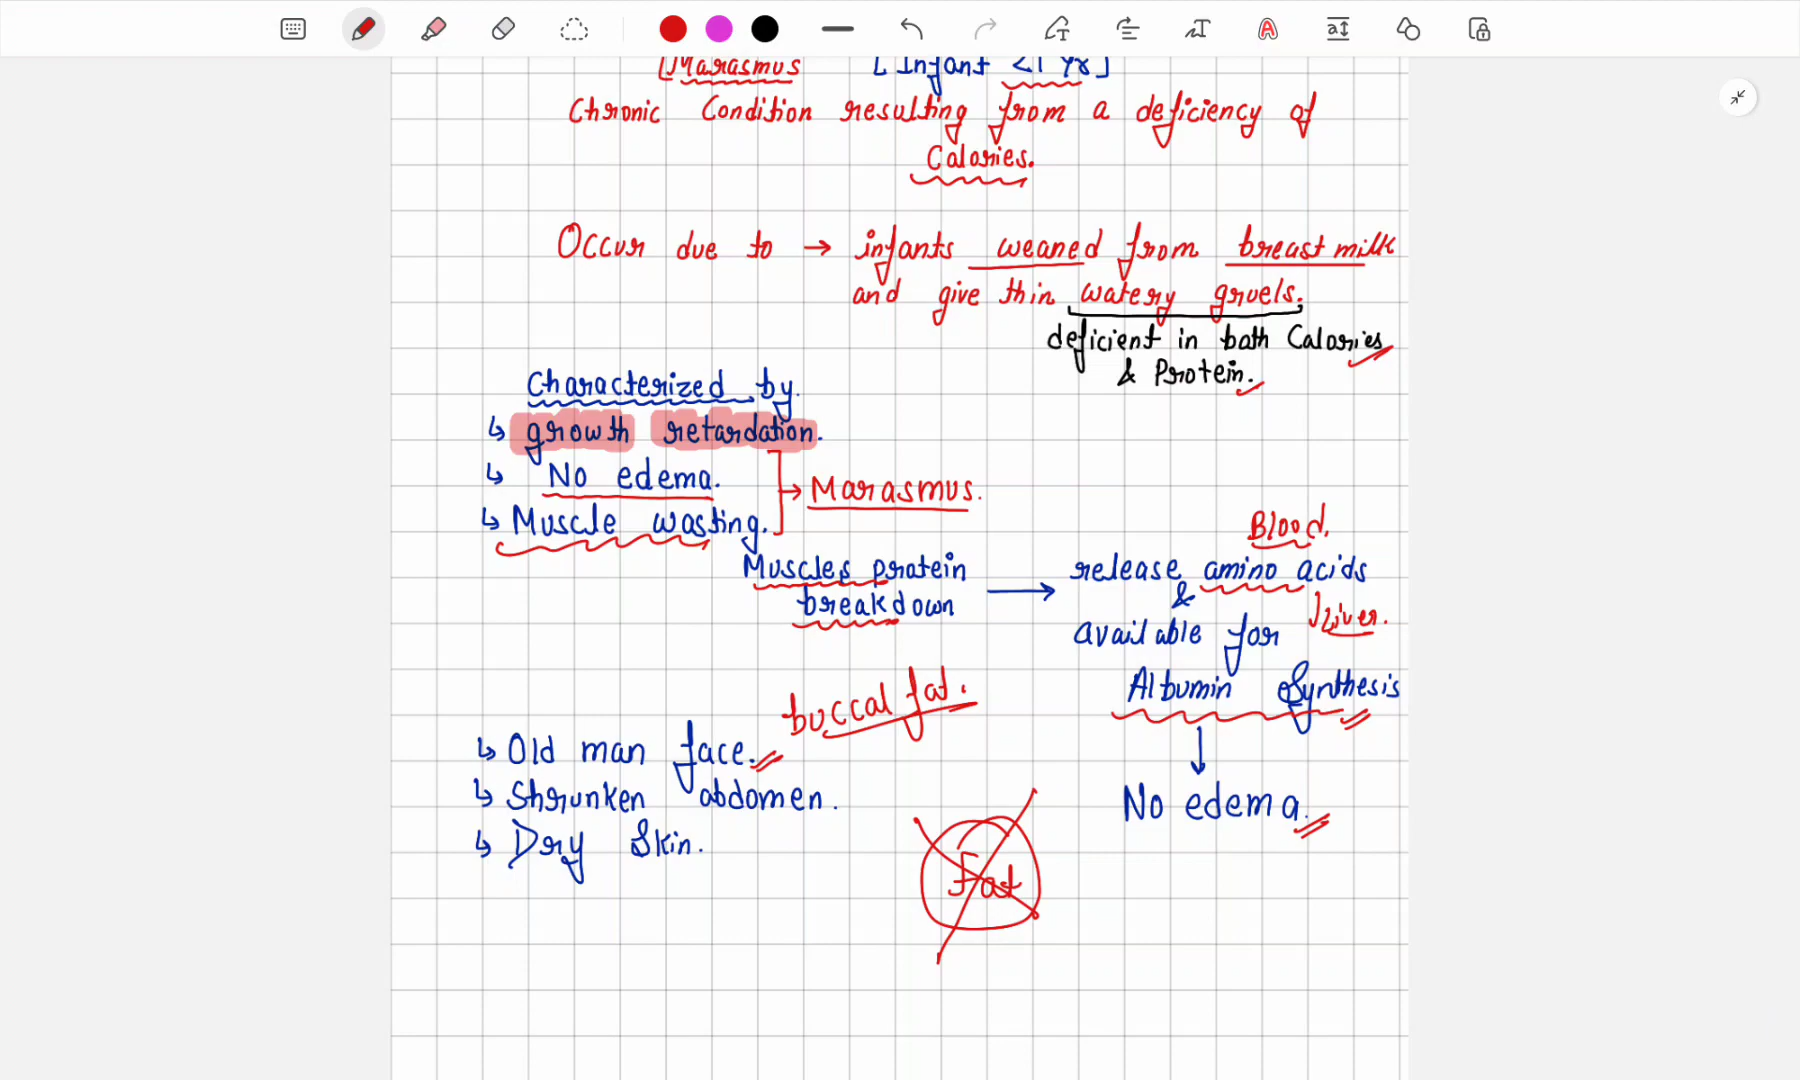 [Marasmus [Infant <1 yr]
Chronic Condition resulting from a deficiency of
Calories.
Occur due to → infants weaned from breast milk
and give thin watery gruels.
deficient in both Calories
& Protein.
Characterized by.
↳ growth retardation.
↳ No edema.
→ Marasmus.
↳ Muscle wasting.
Blood.
Muscles protein
breakdown
→ release amino acids
&
Liver.
available for
Albumin Synthesis
↓
No edema.
buccal fat.
↳ Old man face.
↳ Shrunken abdomen.
↳ Dry Skin.
Fat